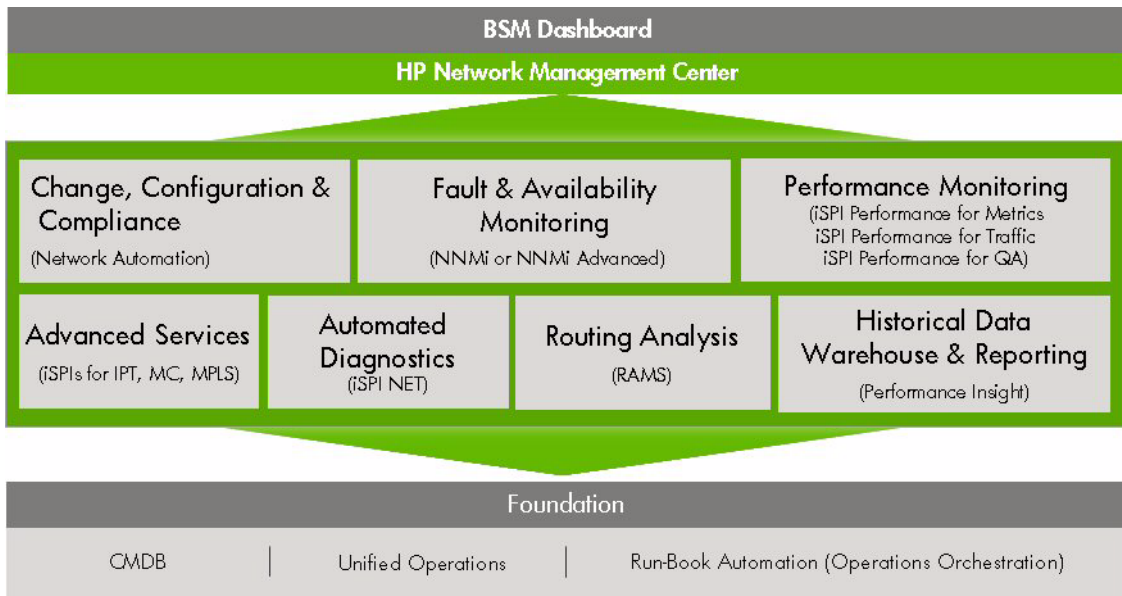 BSM Dashboard
HP Network Management Center
Change, Configuration &
Compliance
(Network Automation)
Fault & Availability
Monitoring
(NNMi or NNMi Advanced)
Performance Monitoring
(iSPI Performance for Metrics
iSPI Performance for Traffic
iSPI Performance for QA)
Advanced Services
(iSPIs for IPT, MC, MPLS)
Automated
Diagnostics
(iSPI NET)
Routing Analysis
(RAMS)
Historical Data
Warehouse & Reporting
(Performance Insight)
Foundation
CMDB
Unified Operations
Run-Book Automation (Operations Orchestration)